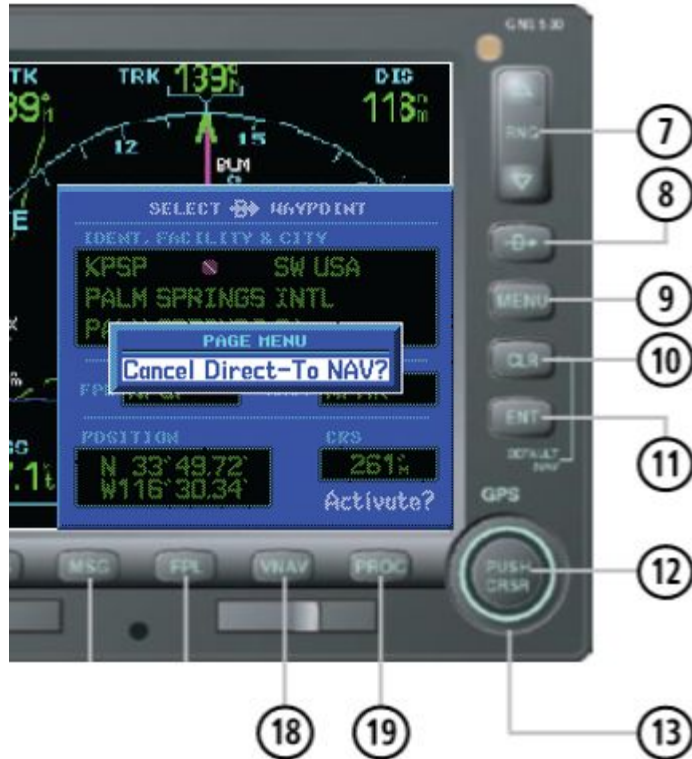 GNS 530
TK TRK 139°M DIS
39°M 118nm
12 15
BLM
E
SELECT D WAYPOINT
IDENT, FACILITY & CITY
KPSP SW USA
PALM SPRINGS INTL
PAGE MENU
Cancel Direct-To NAV?
POSITION CRS
N 33°49.72' 261°M
W116°30.34'
Activate?
RNG
D
MENU
CLR
ENT
DEFAULT
NAV
GPS
PUSH
CRSR
MSG FPL VNAV PROC
7
8
9
10
11
12
13
18 19